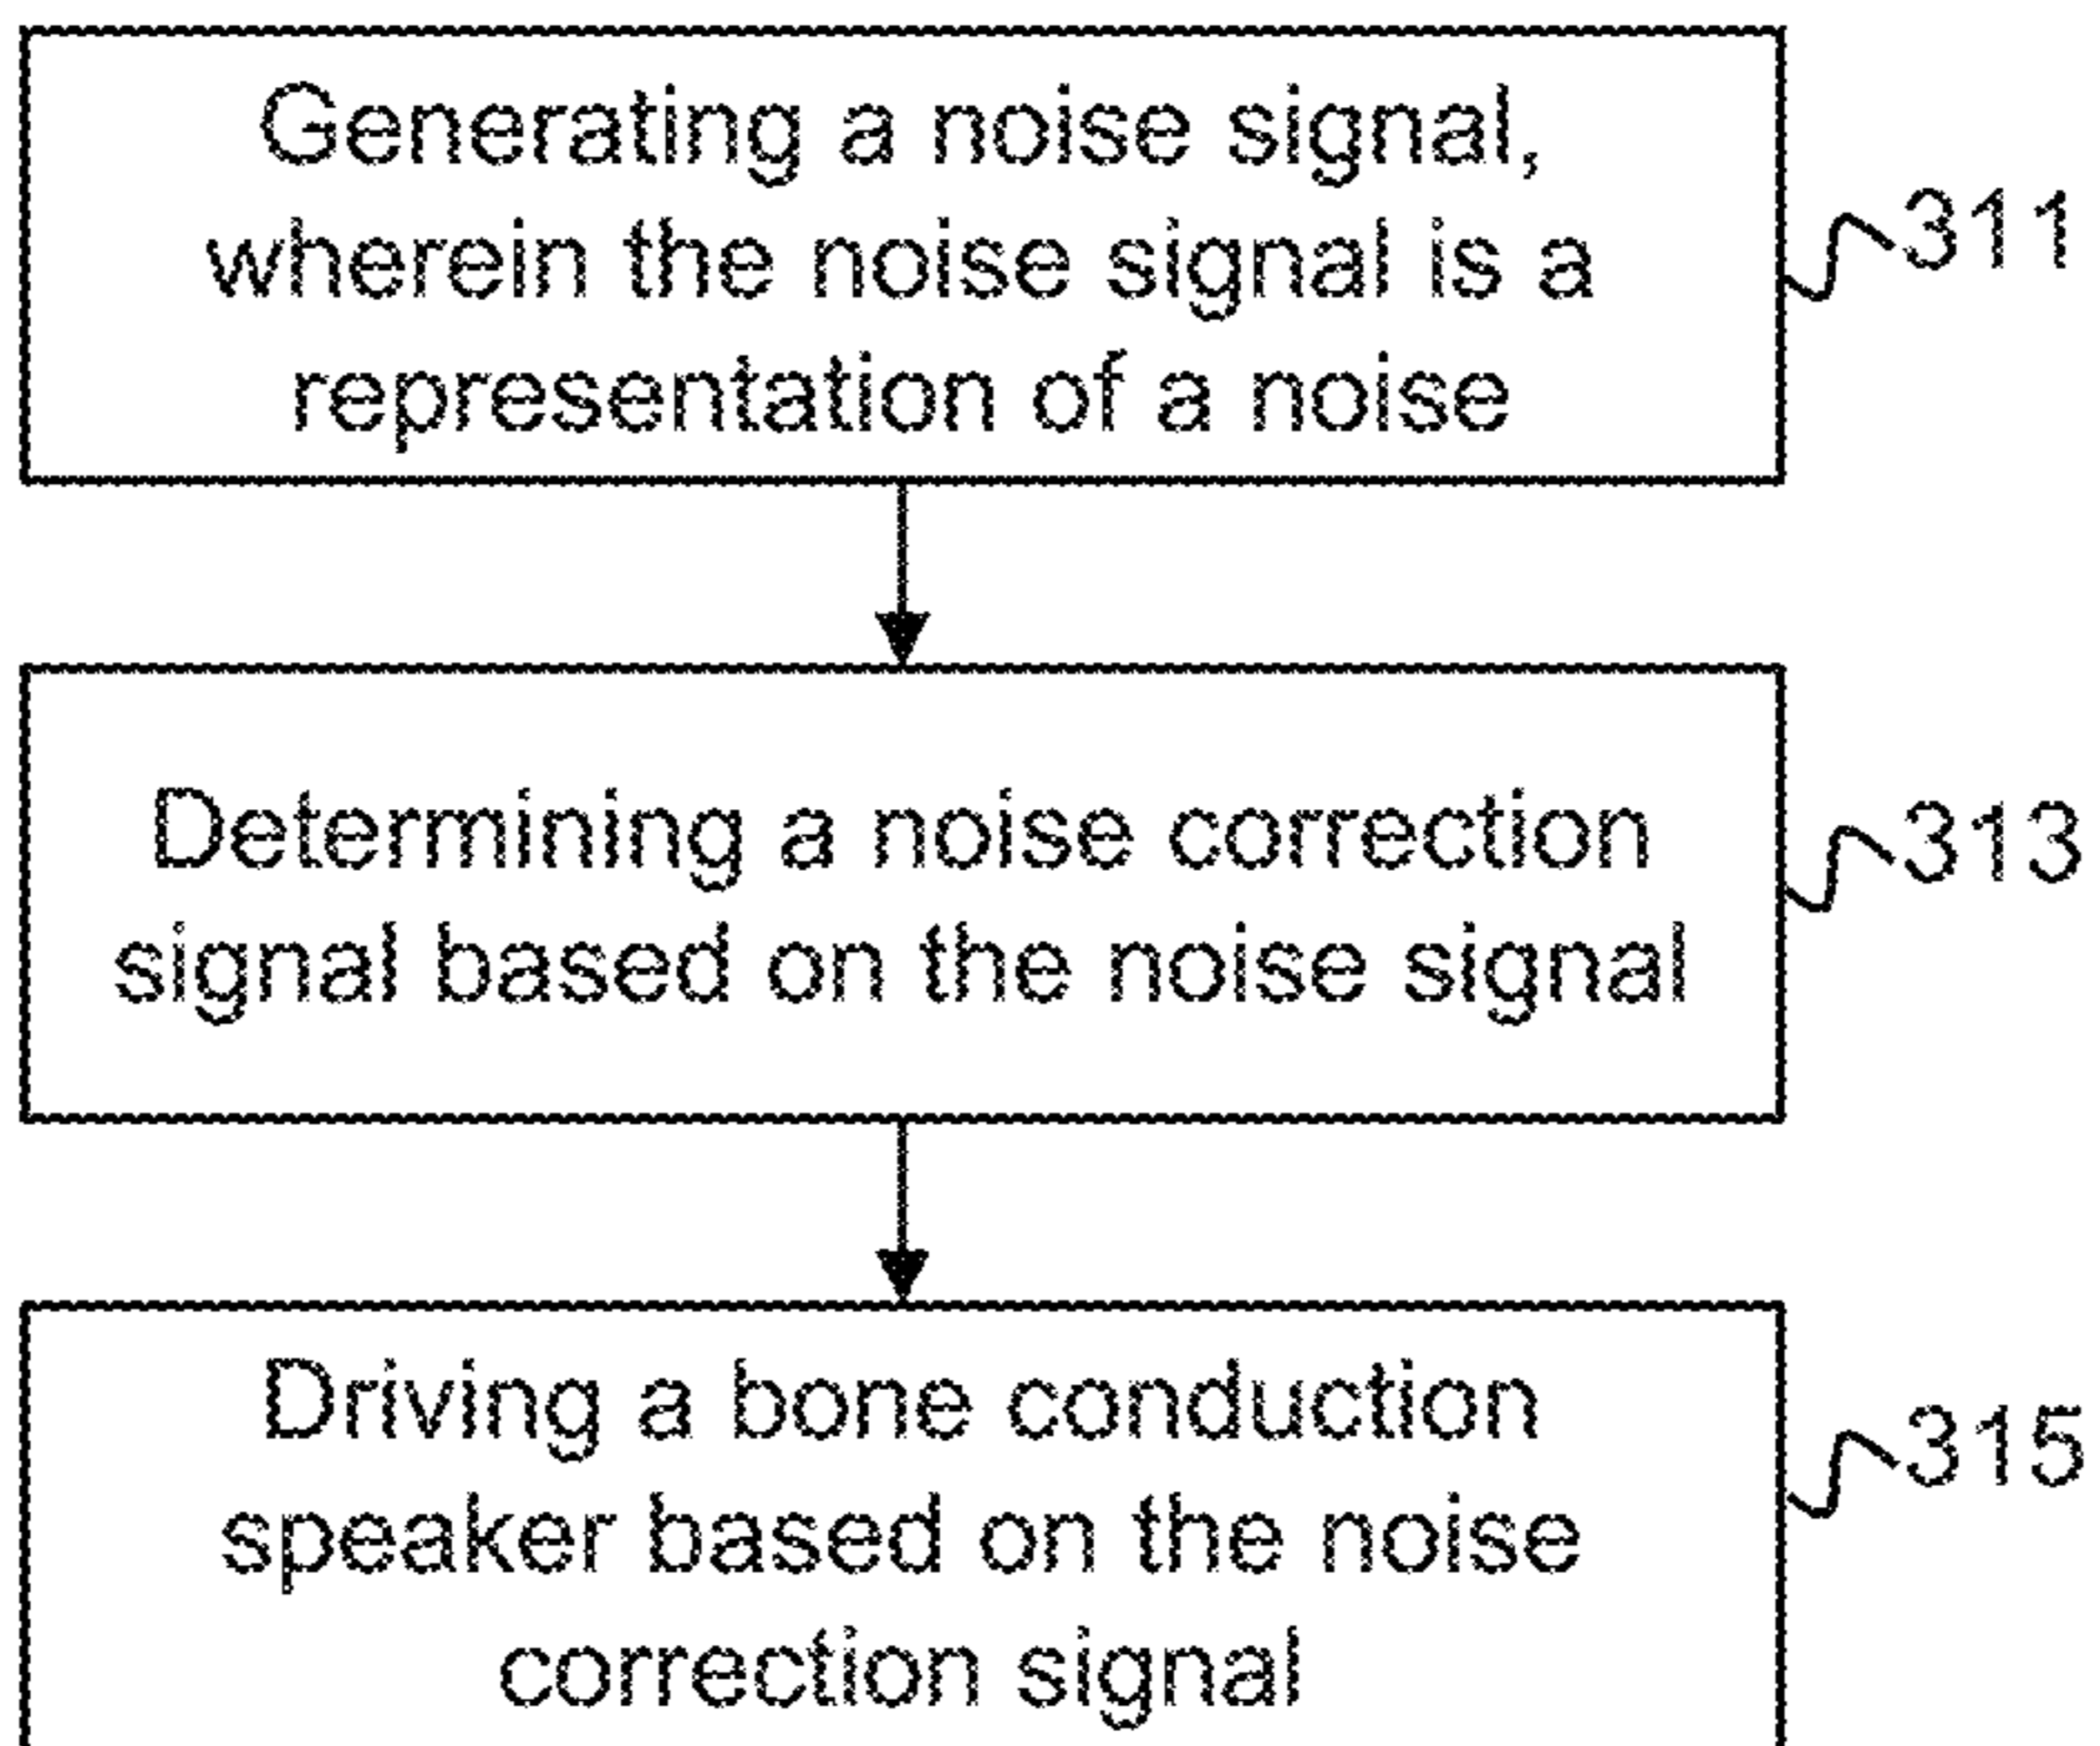 Generating a noise signal,
wherein the noise signal is a
representation of a noise
311
Determining a noise correction
signal based on the noise signal
313
Driving a bone conduction
speaker based on the noise
correction signal
315